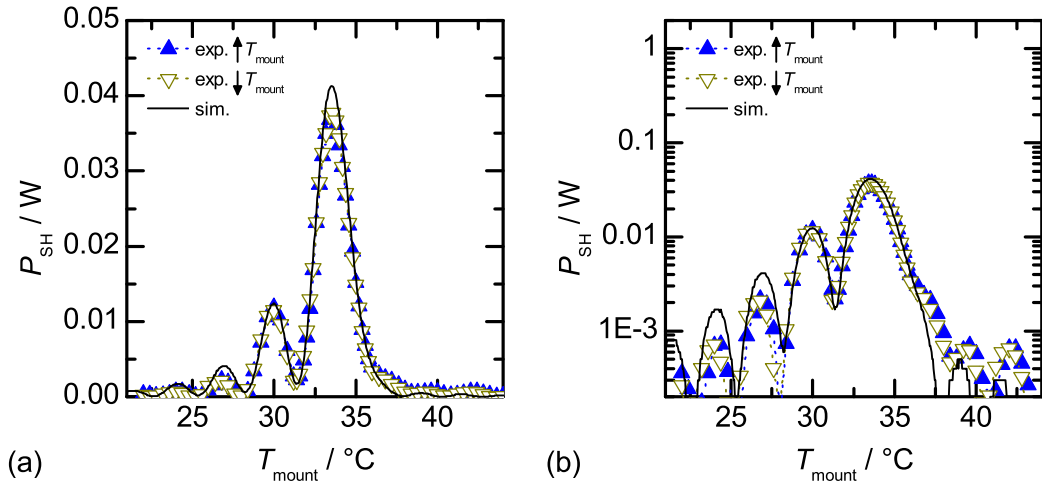 0.05
0.04
0.03
0.02
0.01
0.00
P_SH / W
exp. ↑ T_mount
exp. ↓ T_mount
sim.
25 30 35 40
T_mount / °C
(a)
1
0.1
0.01
1E-3
P_SH / W
exp. ↑ T_mount
exp. ↓ T_mount
sim.
25 30 35 40
T_mount / °C
(b)